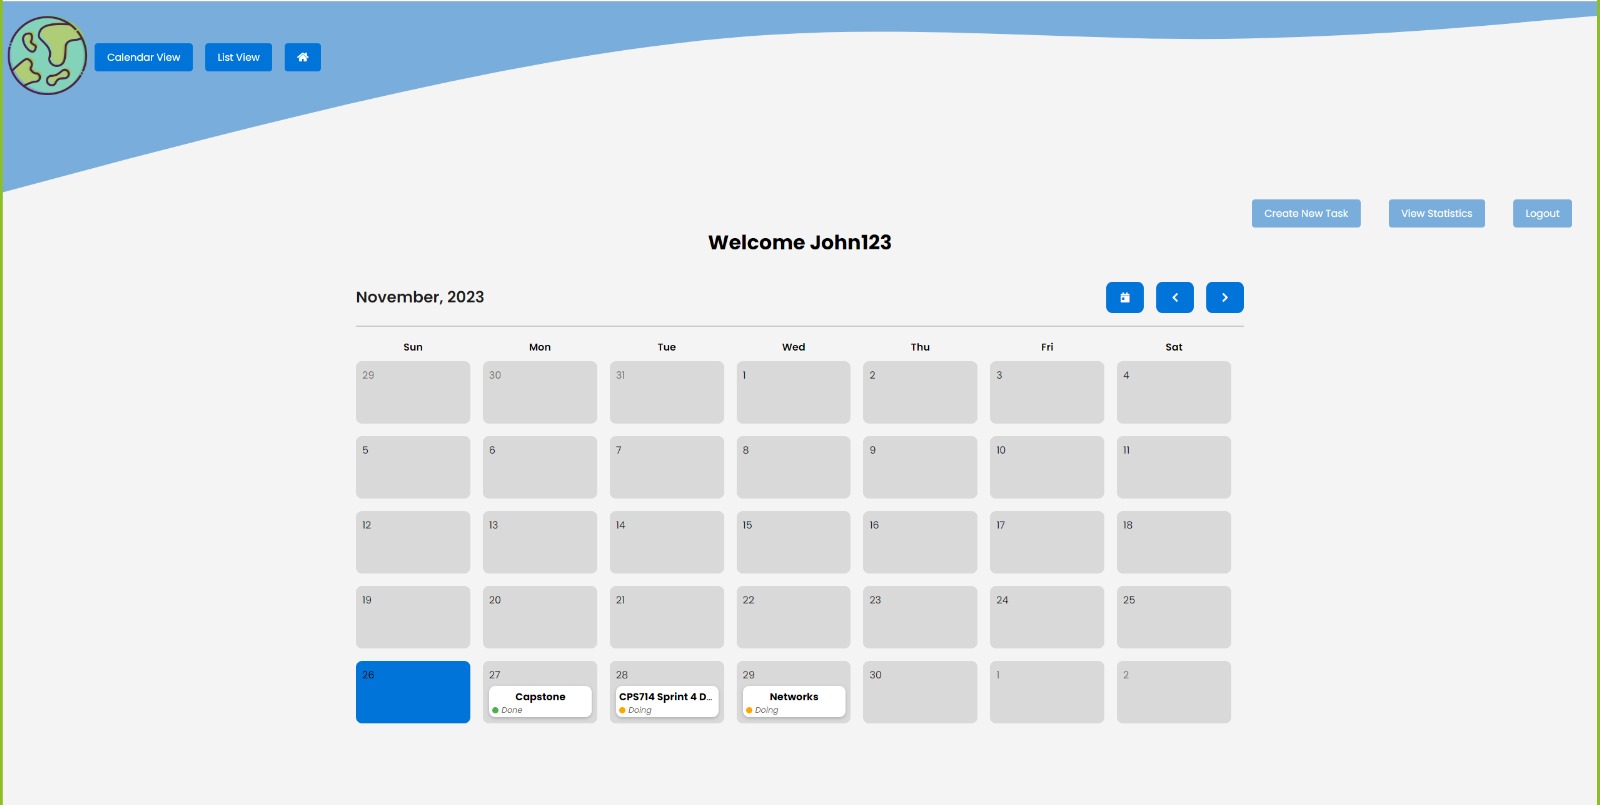 Calendar View List View
Create New Task View Statistics Logout
Welcome John123
November, 2023
Sun Mon Tue Wed Thu Fri Sat
29 30 31 1 2 3 4
5 6 7 8 9 10 11
12 13 14 15 16 17 18
19 20 21 22 23 24 25
26 27 28 29 30 1 2
Capstone CPS714 Sprint 4 D... Networks
Done Doing Doing